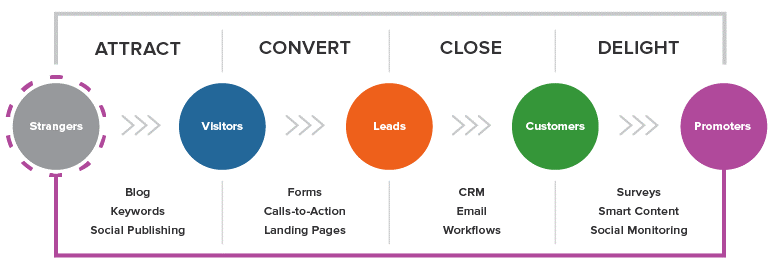 ATTRACT
CONVERT
CLOSE
DELIGHT
Strangers
Visitors
Leads
Customers
Promoters
Blog
Keywords
Social Publishing
Forms
Calls-to-Action
Landing Pages
CRM
Email
Workflows
Surveys
Smart Content
Social Monitoring